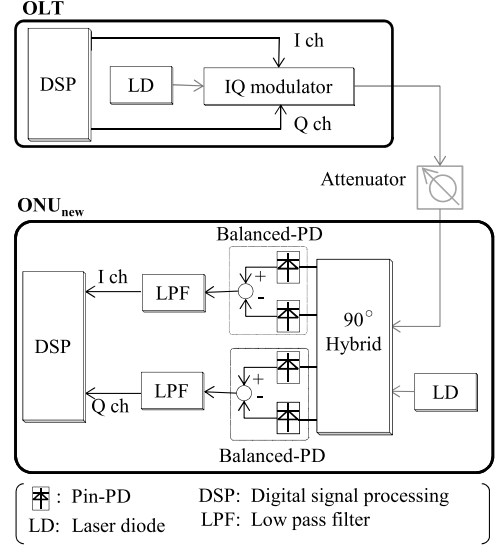 OLT
I ch
DSP
LD
IQ modulator
Q ch
Attenuator
ONUnew
Balanced-PD
I ch
+
-
LPF
90°
Hybrid
DSP
LPF
+
-
Q ch
LD
Balanced-PD
: Pin-PD
DSP: Digital signal processing
LD: Laser diode
LPF: Low pass filter